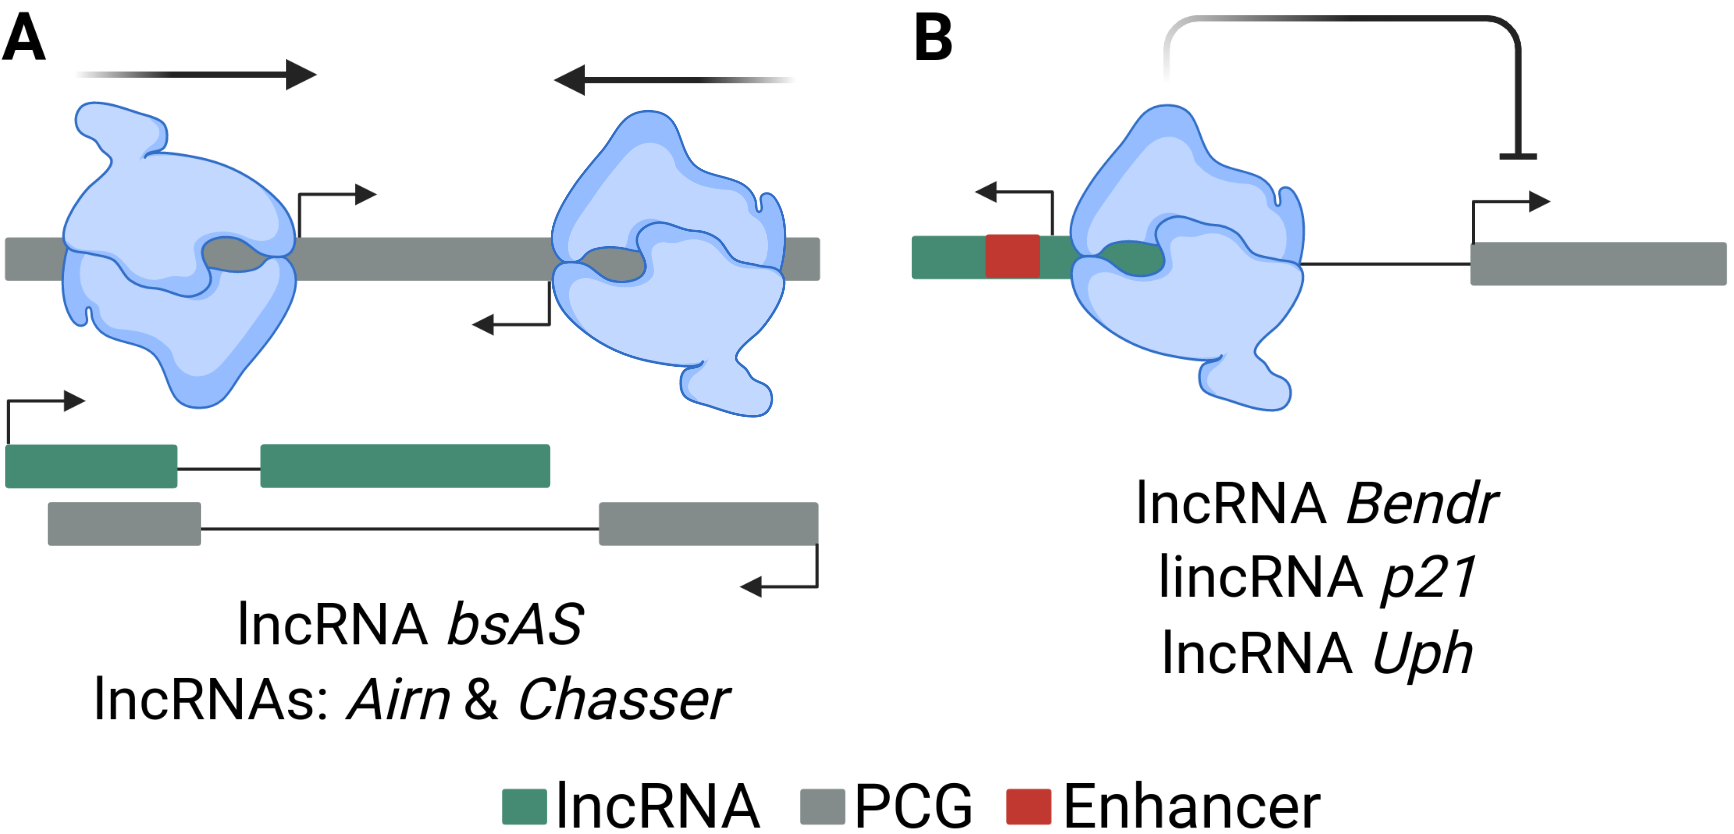 A
B
lncRNA bsAS
lncRNAs: Airn & Chasser
lncRNA Bendr
lincRNA p21
lncRNA Uph
lncRNA PCG Enhancer